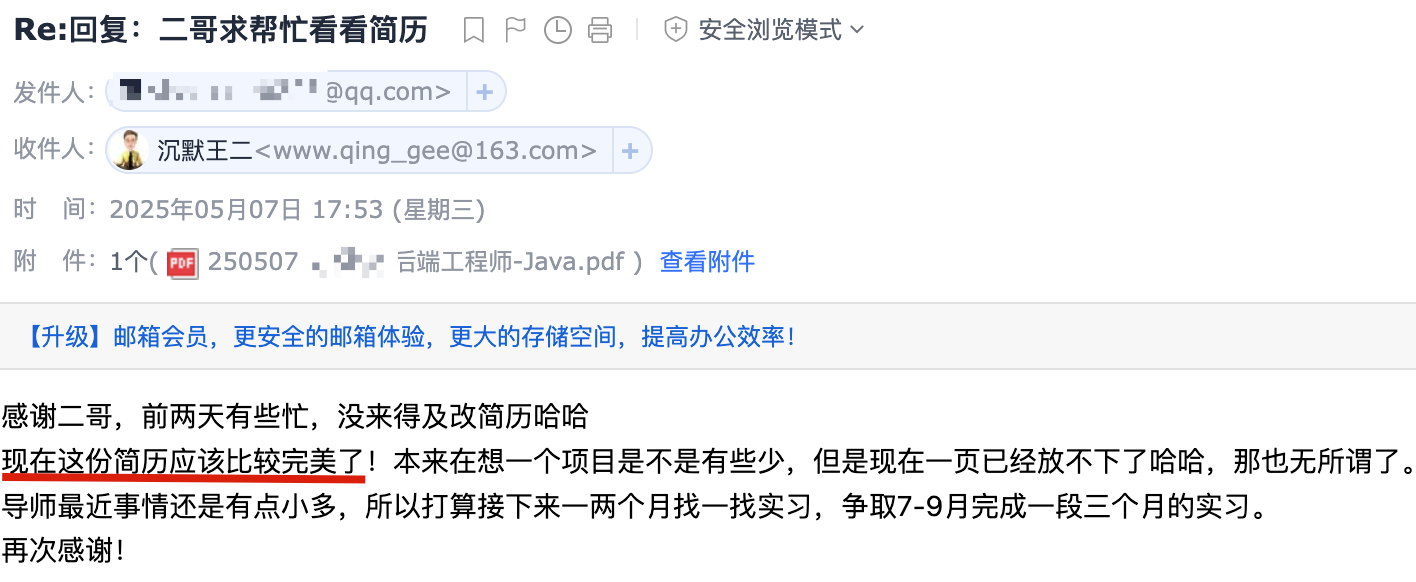 Re:回复：二哥求帮忙看看简历 安全浏览模式
发件人： @qq.com> +
收件人： 沉默王二<www.qing_gee@163.com> +
时 间： 2025年05月07日 17:53 (星期三)
附 件： 1个( PDF 250507 后端工程师-Java.pdf ) 查看附件
【升级】邮箱会员，更安全的邮箱体验，更大的存储空间，提高办公效率！
感谢二哥，前两天有些忙，没来得及改简历哈哈
现在这份简历应该比较完美了！本来在想一个项目是不是有些少，但是现在一页已经放不下了哈哈，那也无所谓了。
导师最近事情还是有点小多，所以打算接下来一两个月找一找实习，争取7-9月完成一段三个月的实习。
再次感谢！